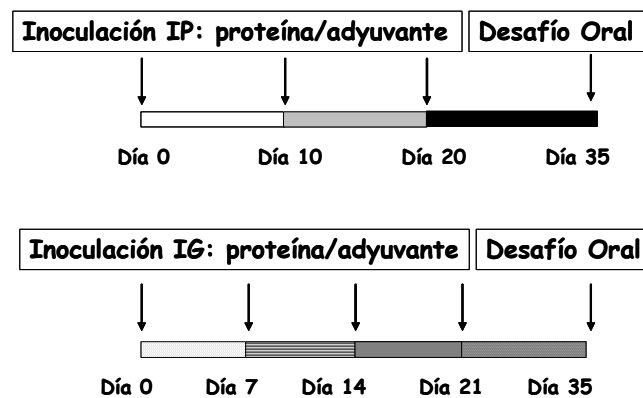 Inoculación IP: proteína/adyuvante Desafío Oral
Día 0 Día 10 Día 20 Día 35
Inoculación IG: proteína/adyuvante Desafío Oral
Día 0 Día 7 Día 14 Día 21 Día 35